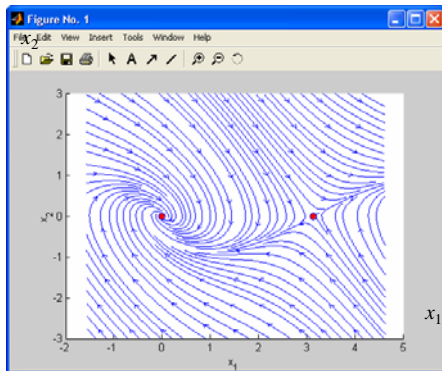 Figure No. 1
File Edit View Insert Tools Window Help
x₂
A
3
2
1
0
-1
-2
-3
x₂
-2 -1 0 1 2 3 4 5
x₁
x₁